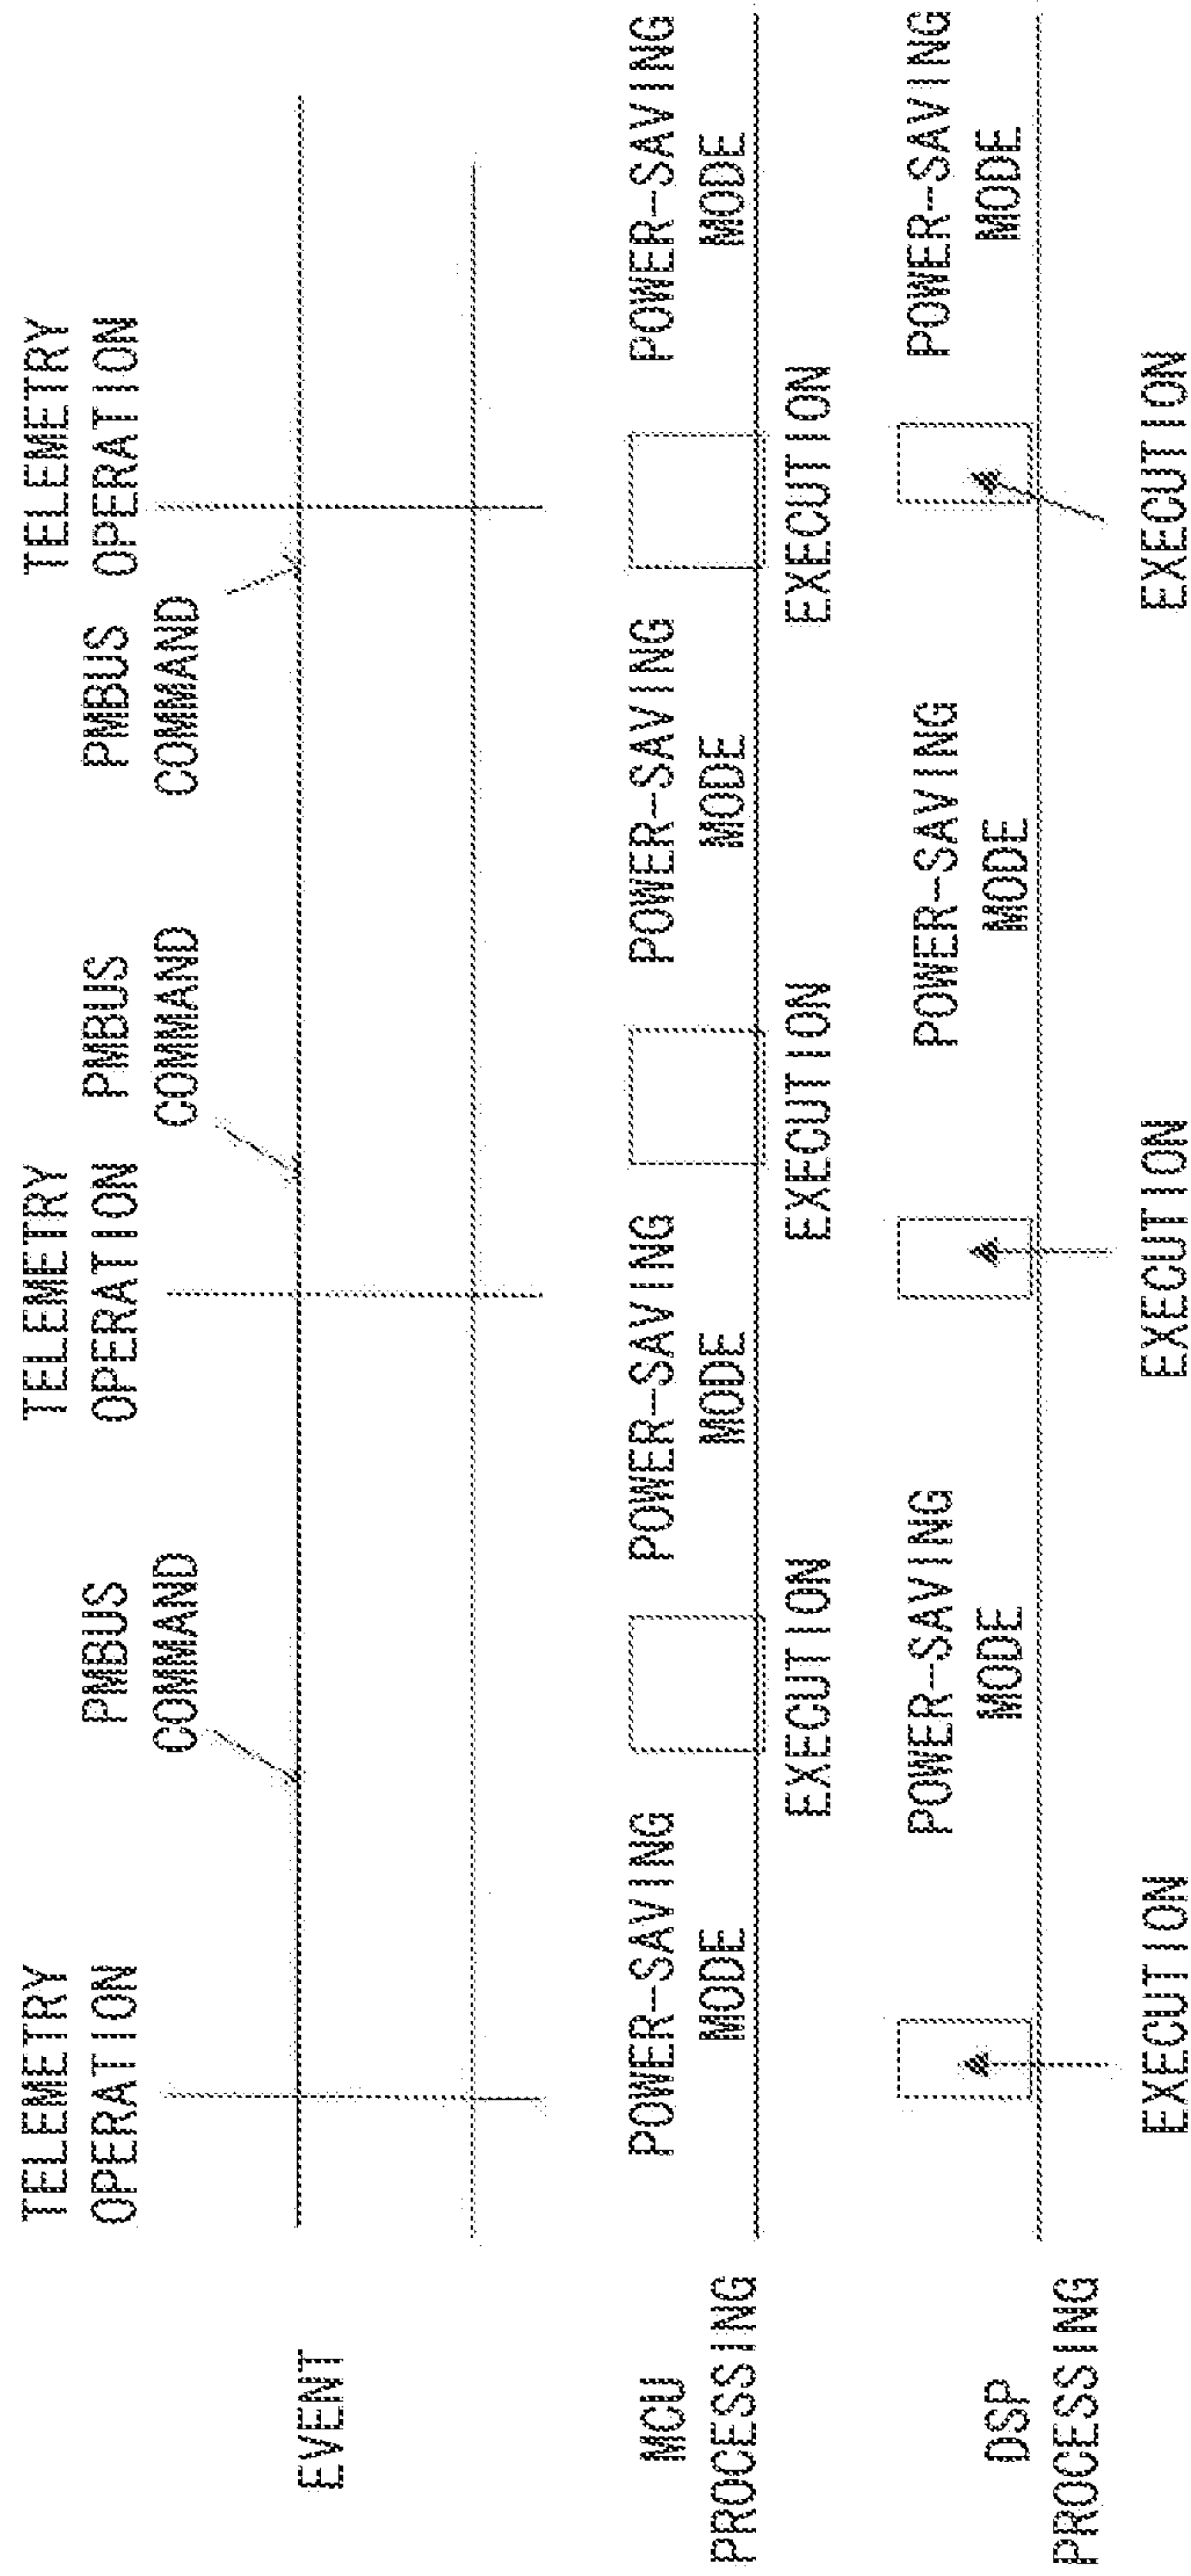 TELEMETRY
OPERATION
PMBUS
COMMAND
TELEMETRY
OPERATION
PMBUS
COMMAND
PMBUS
COMMAND
TELEMETRY
OPERATION
EVENT
POWER-SAVING
MODE
POWER-SAVING
MODE
POWER-SAVING
MODE
POWER-SAVING
MODE
MCU
PROCESSING
EXECUTION
EXECUTION
EXECUTION
POWER-SAVING
MODE
POWER-SAVING
MODE
POWER-SAVING
MODE
DSP
PROCESSING
EXECUTION
EXECUTION
EXECUTION